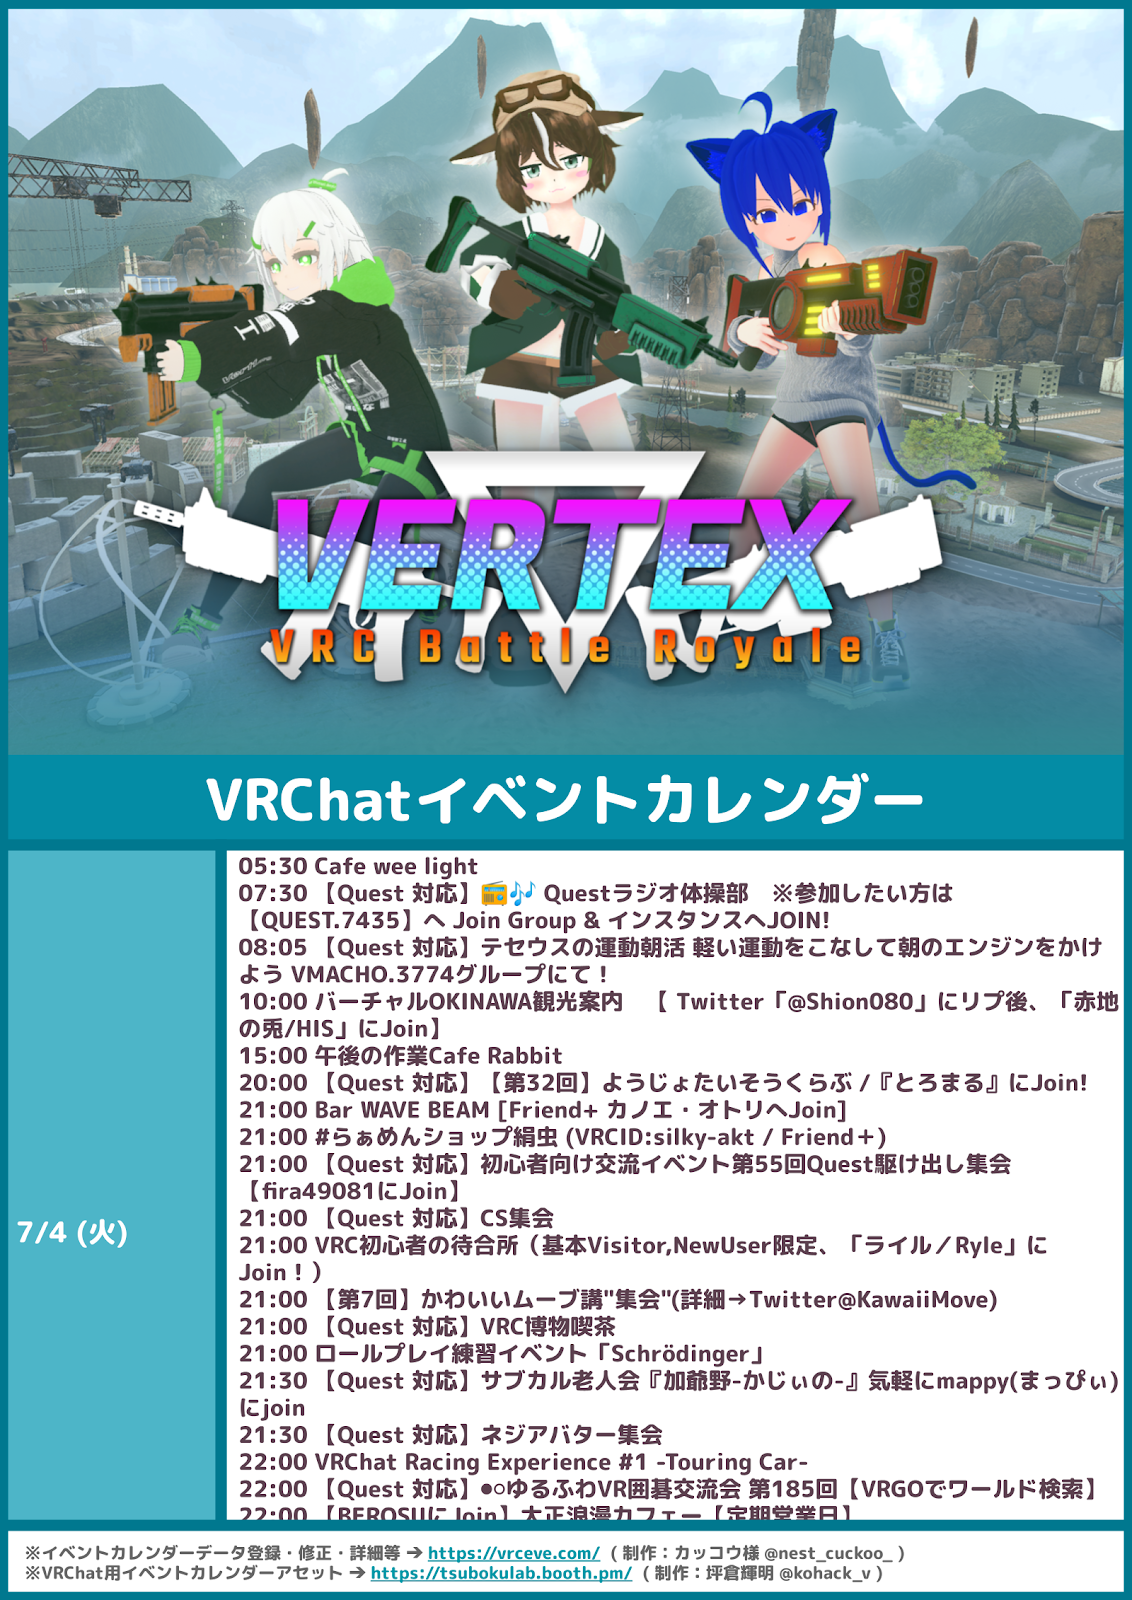 VERTEX
VRC Battle Royale
VRChatイベントカレンダー
7/4 (火)
05:30 Cafe wee light
07:30 【Quest 対応】📻🎶 Questラジオ体操部　※参加したい方は
【QUEST.7435】へ Join Group & インスタンスへJOIN!
08:05 【Quest 対応】テセウスの運動朝活 軽い運動をこなして朝のエンジンをかけ
よう VMACHO.3774グループにて！
10:00 バーチャルOKINAWA観光案内　【 Twitter「@Shion080」にリプ後、「赤地
の兎/HIS」にJoin】
15:00 午後の作業Cafe Rabbit
20:00 【Quest 対応】【第32回】ようじょたいそうくらぶ /『とろまる』にJoin!
21:00 Bar WAVE BEAM [Friend+ カノエ・オトリへJoin]
21:00 #らぁめんショップ絹虫 (VRCID:silky-akt / Friend＋)
21:00 【Quest 対応】初心者向け交流イベント第55回Quest駆け出し集会
【fira49081にJoin】
21:00 【Quest 対応】CS集会
21:00 VRC初心者の待合所（基本Visitor,NewUser限定、「ライル／Ryle」に
Join！）
21:00 【第7回】かわいいムーブ講"集会"(詳細→Twitter@KawaiiMove)
21:00 【Quest 対応】VRC博物喫茶
21:00 ロールプレイ練習イベント「Schrödinger」
21:30 【Quest 対応】サブカル老人会『加爺野-かじぃの-』気軽にmappy(まっぴぃ)
にjoin
21:30 【Quest 対応】ネジアバター集会
22:00 VRChat Racing Experience #1 -Touring Car-
22:00 【Quest 対応】●○ゆるふわVR囲碁交流会 第185回【VRGOでワールド検索】
22:00 【BEROSUにJoin】大正浪漫カフェー【定期営業日】
※イベントカレンダーデータ登録・修正・詳細等 → https://vrceve.com/ （制作：カッコウ様 @nest_cuckoo_ ）
※VRChat用イベントカレンダーアセット → https://tsubokulab.booth.pm/ （制作：坪倉輝明 @kohack_v ）